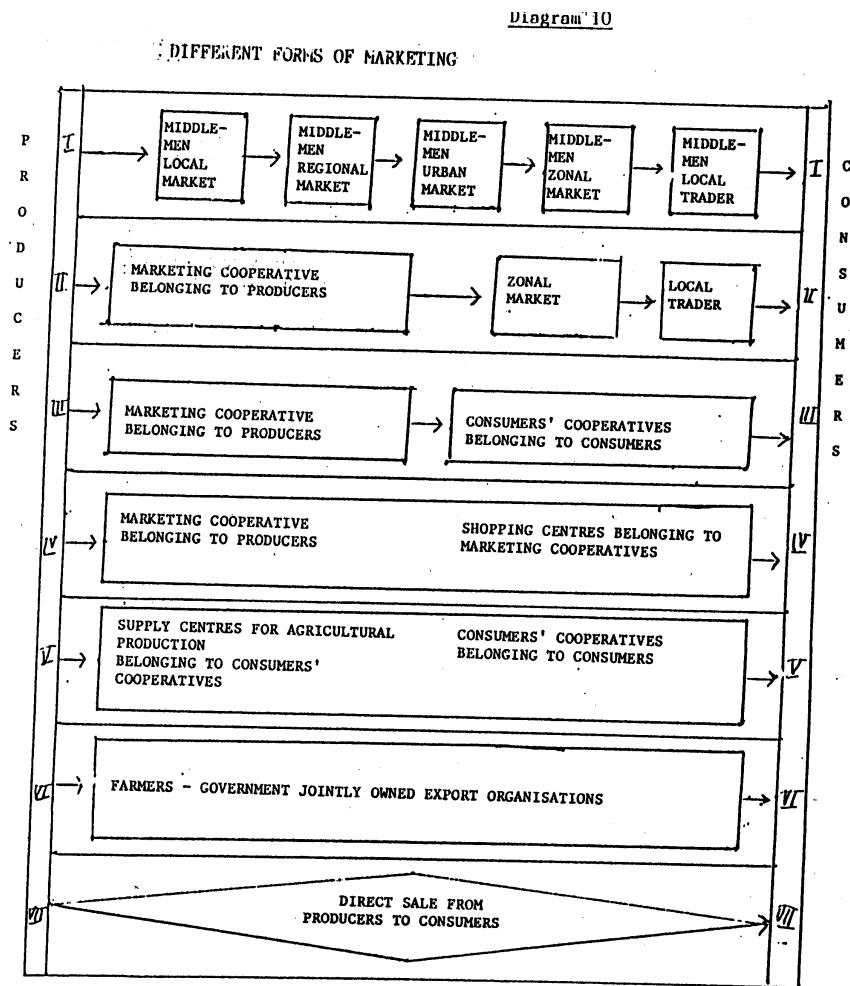 Diagram 10
DIFFERENT FORMS OF MARKETING
PRODUCERS
CONSUMERS
I
MIDDLE-
MEN
LOCAL
MARKET
MIDDLE-
MEN
REGIONAL
MARKET
MIDDLE-
MEN
URBAN
MARKET
MIDDLE-
MEN
ZONAL
MARKET
MIDDLE-
MEN
LOCAL
TRADER
I
II
MARKETING COOPERATIVE
BELONGING TO PRODUCERS
ZONAL
MARKET
LOCAL
TRADER
II
III
MARKETING COOPERATIVE
BELONGING TO PRODUCERS
CONSUMERS' COOPERATIVES
BELONGING TO CONSUMERS
III
IV
MARKETING COOPERATIVE
BELONGING TO PRODUCERS
SHOPPING CENTRES BELONGING TO
MARKETING COOPERATIVES
IV
V
SUPPLY CENTRES FOR AGRICULTURAL
PRODUCTION
BELONGING TO CONSUMERS'
COOPERATIVES
CONSUMERS' COOPERATIVES
BELONGING TO CONSUMERS
V
VI
FARMERS - GOVERNMENT JOINTLY OWNED EXPORT ORGANISATIONS
VI
VII
DIRECT SALE FROM
PRODUCERS TO CONSUMERS
VII